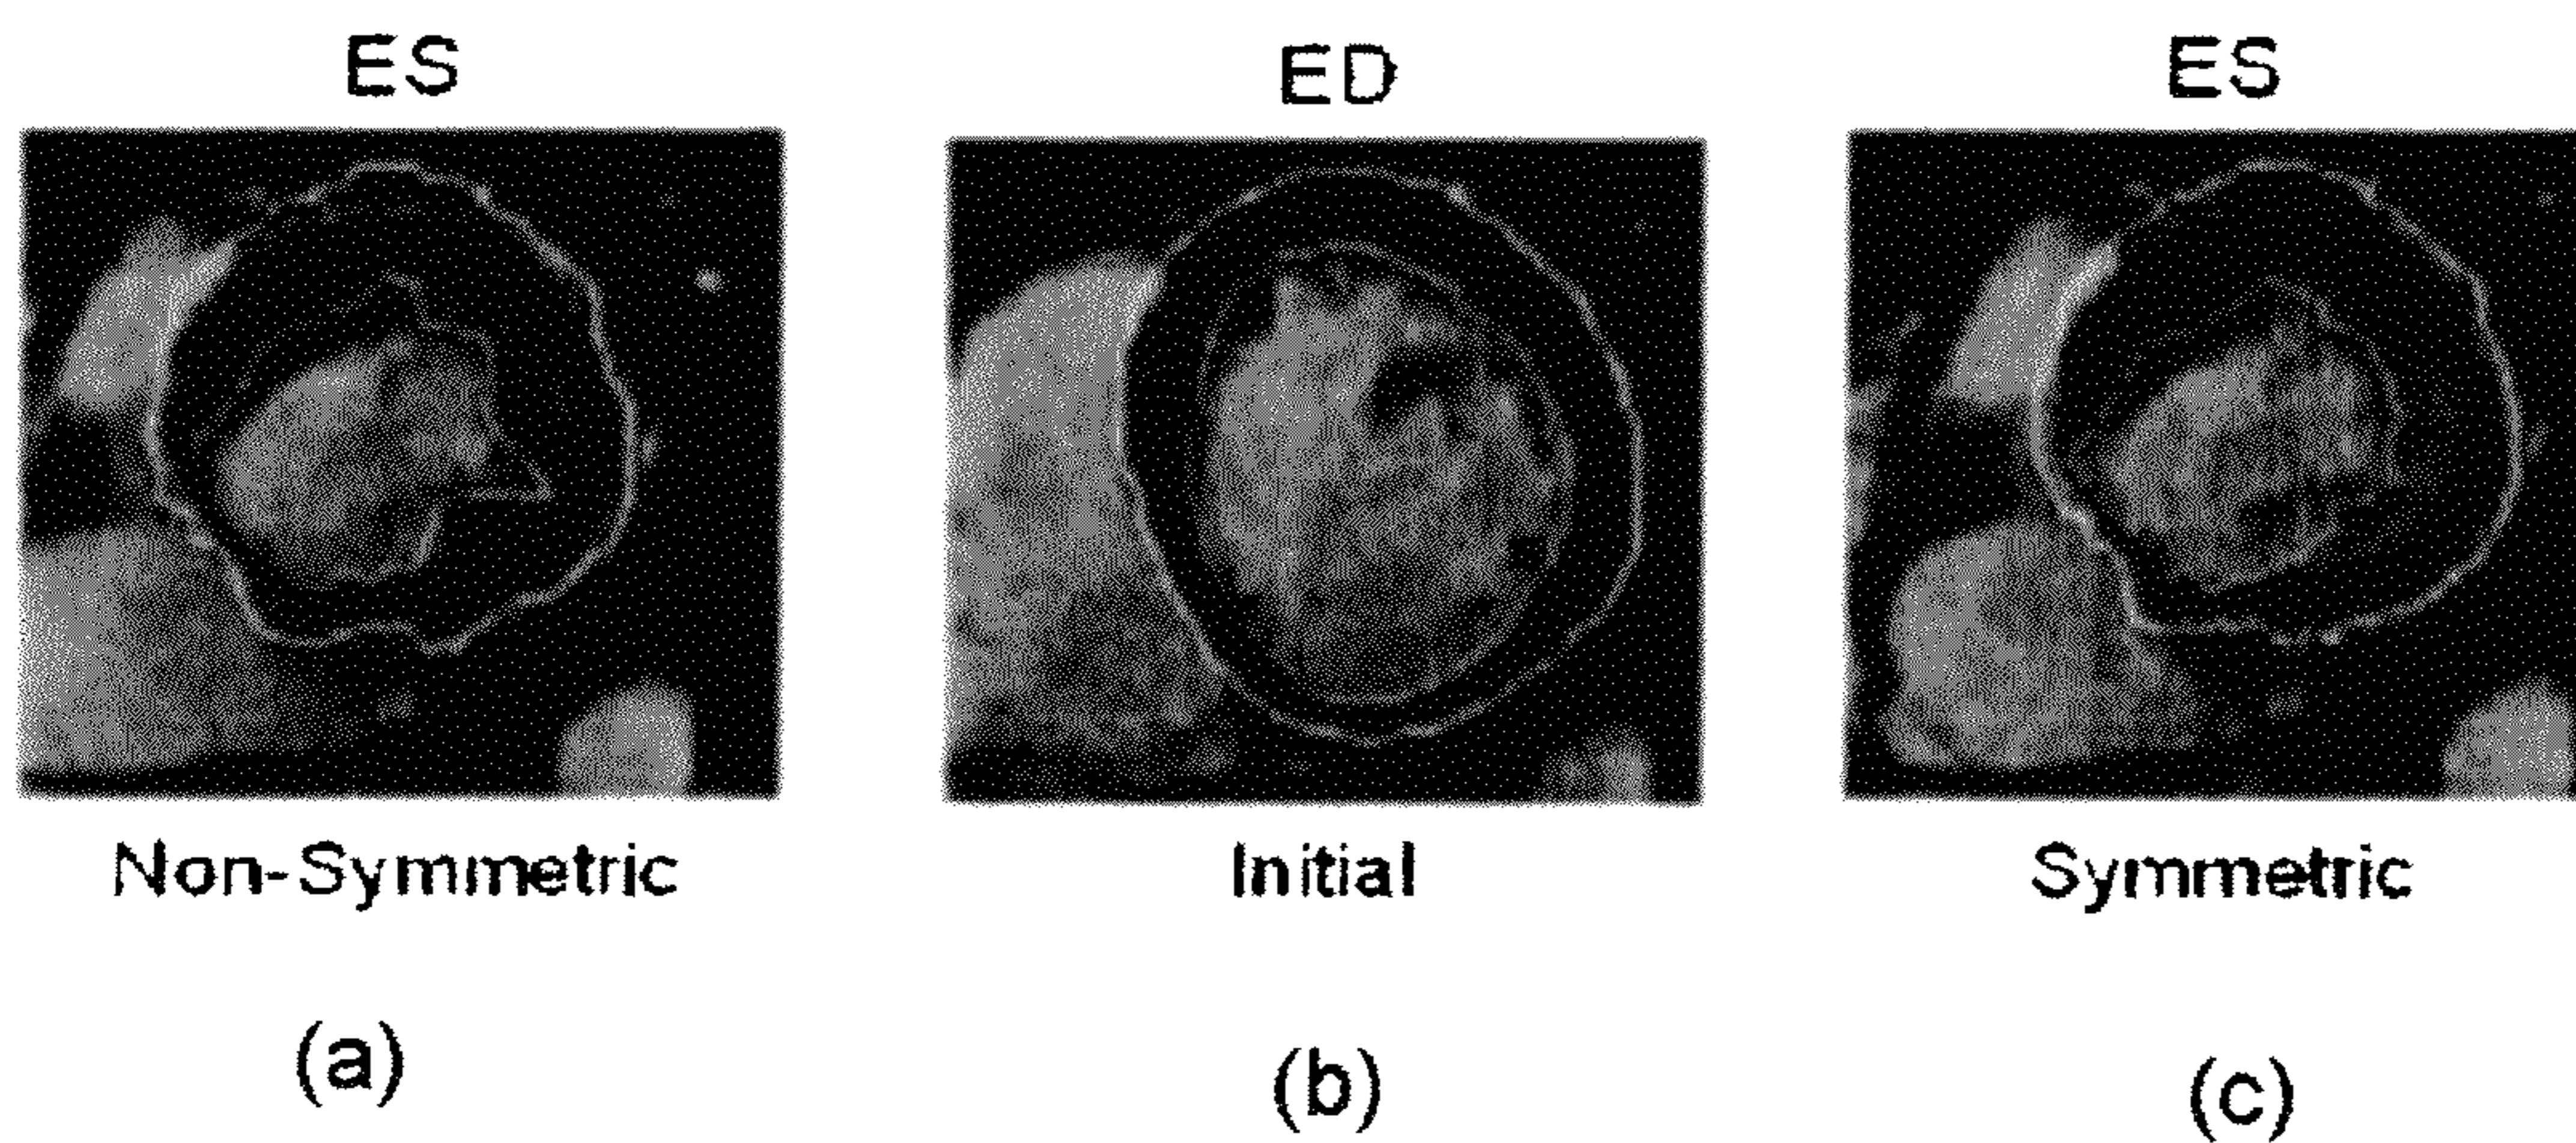 ES
ED
ES
Non-Symmetric
Initial
Symmetric
(a)
(b)
(c)